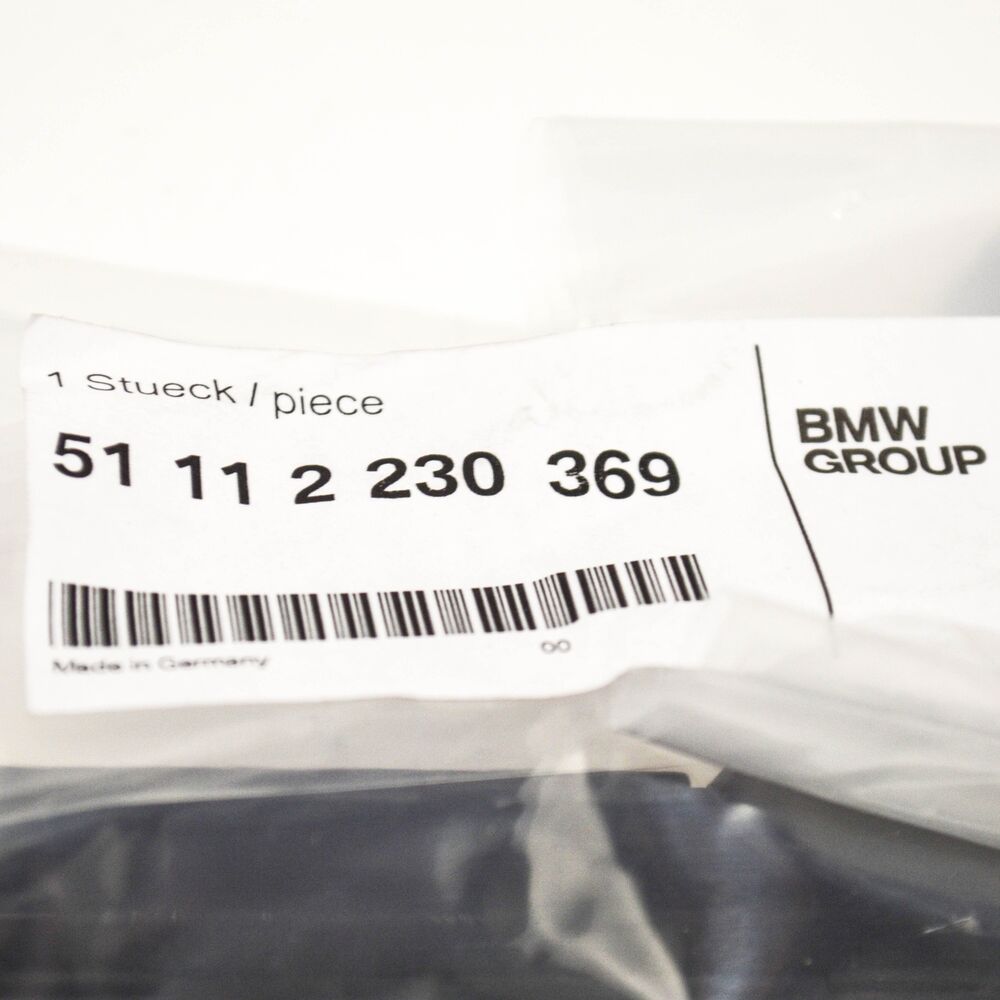 1 Stueck / piece
51 11 2 230 369
BMW
GROUP
00
Made in Germany